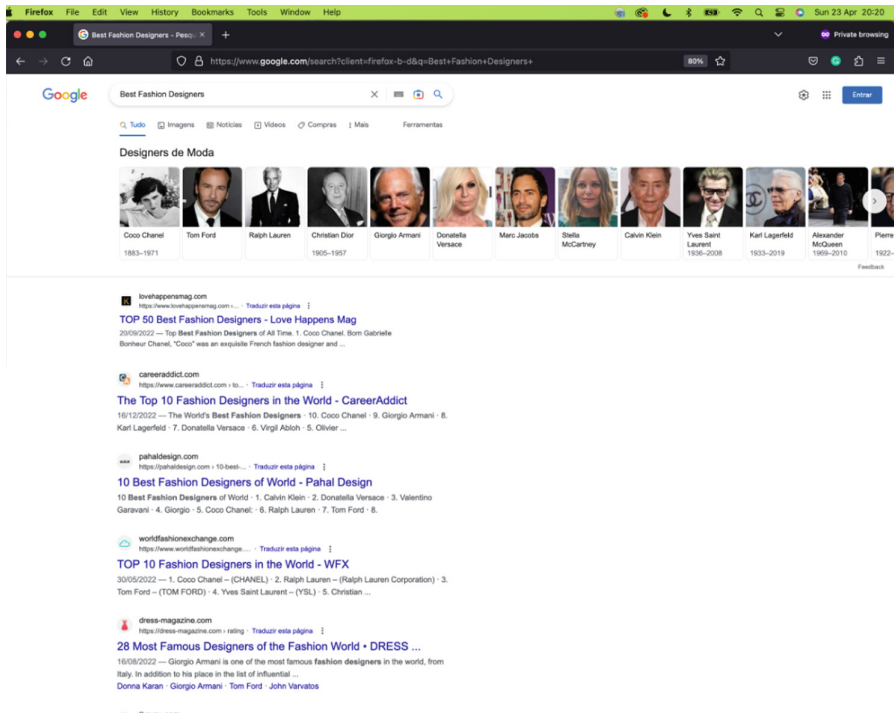 Firefox File Edit View History Bookmarks Tools Window Help Sun 23 Apr 20:20
Best Fashion Designers - Pesqu
Private browsing
https://www.google.com/search?client=firefox-b-d&q=Best+Fashion+Designers+ 80%
Google Best Fashion Designers Entrar
Tudo Imagens Notícias Vídeos Compras Mais Ferramentas
Designers de Moda
Coco Chanel Tom Ford Ralph Lauren Christian Dior Giorgio Armani Donatella Versace Marc Jacobs Stella McCartney Calvin Klein Yves Saint Laurent Karl Lagerfeld Alexander McQueen Pierre
1883–1971 1905–1957 1936–2008 1933–2019 1969–2010 1922–
Feedback
lovehappensmag.com
https://www.lovehappensmag.com ›... · Traduzir esta página
TOP 50 Best Fashion Designers - Love Happens Mag
20/09/2022 — Top Best Fashion Designers of All Time. 1. Coco Chanel. Born Gabrielle
Bonheur Chanel, "Coco" was an exquisite French fashion designer and ...
careeraddict.com
https://www.careeraddict.com › to... · Traduzir esta página
The Top 10 Fashion Designers in the World - CareerAddict
16/12/2022 — The World's Best Fashion Designers · 10. Coco Chanel · 9. Giorgio Armani · 8.
Karl Lagerfeld · 7. Donatella Versace · 6. Virgil Abloh · 5. Olivier ...
pahaldesign.com
https://pahaldesign.com › 10-best-... · Traduzir esta página
10 Best Fashion Designers of World - Pahal Design
10 Best Fashion Designers of World · 1. Calvin Klein · 2. Donatella Versace · 3. Valentino
Garavani · 4. Giorgio · 5. Coco Chanel: · 6. Ralph Lauren · 7. Tom Ford · 8.
worldfashionexchange.com
https://www.worldfashionexchange.... · Traduzir esta página
TOP 10 Fashion Designers in the World - WFX
30/05/2022 — 1. Coco Chanel – (CHANEL) · 2. Ralph Lauren – (Ralph Lauren Corporation) · 3.
Tom Ford – (TOM FORD) · 4. Yves Saint Laurent – (YSL) · 5. Christian ...
dress-magazine.com
https://dress-magazine.com › rating · Traduzir esta página
28 Most Famous Designers of the Fashion World • DRESS ...
16/08/2022 — Giorgio Armani is one of the most famous fashion designers in the world, from
Italy. In addition to his place in the list of influential ...
Donna Karan · Giorgio Armani · Tom Ford · John Varvatos